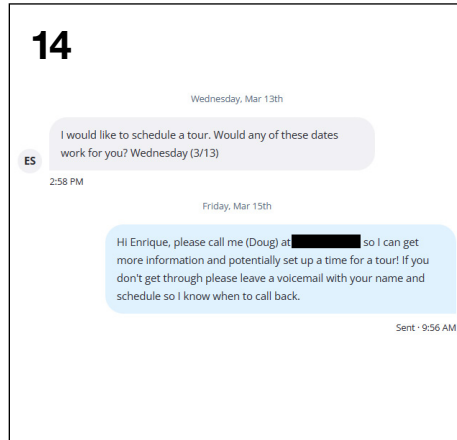 14
Wednesday, Mar 13th
I would like to schedule a tour. Would any of these dates
work for you? Wednesday (3/13)
ES
2:58 PM
Friday, Mar 15th
Hi Enrique, please call me (Doug) at so I can get
more information and potentially set up a time for a tour! If you
don't get through please leave a voicemail with your name and
schedule so I know when to call back.
Sent · 9:56 AM